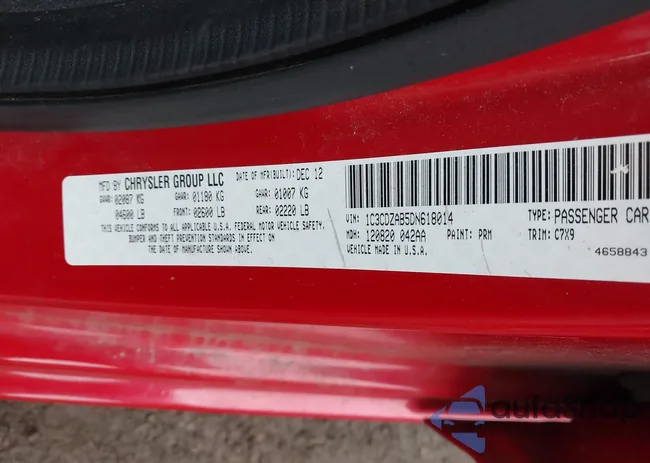 MFD BY CHRYSLER GROUP LLC DATE OF MFR(BUILT): DEC 12
GVWR: 02087 KG GAWR: 01180 KG GAWR: 01007 KG
04600 LB FRONT: 02600 LB REAR: 02220 LB
THIS VEHICLE CONFORMS TO ALL APPLICABLE U.S.A. FEDERAL MOTOR VEHICLE SAFETY,
BUMPER AND THEFT PREVENTION STANDARDS IN EFFECT ON
THE DATE OF MANUFACTURE SHOWN ABOVE.
VIN: 1C3CDZAB5DN618014 TYPE: PASSENGER CAR
MDH: 120820 042AA PAINT: PRM TRIM: C7X9
VEHICLE MADE IN U.S.A. 4658843
autoshop